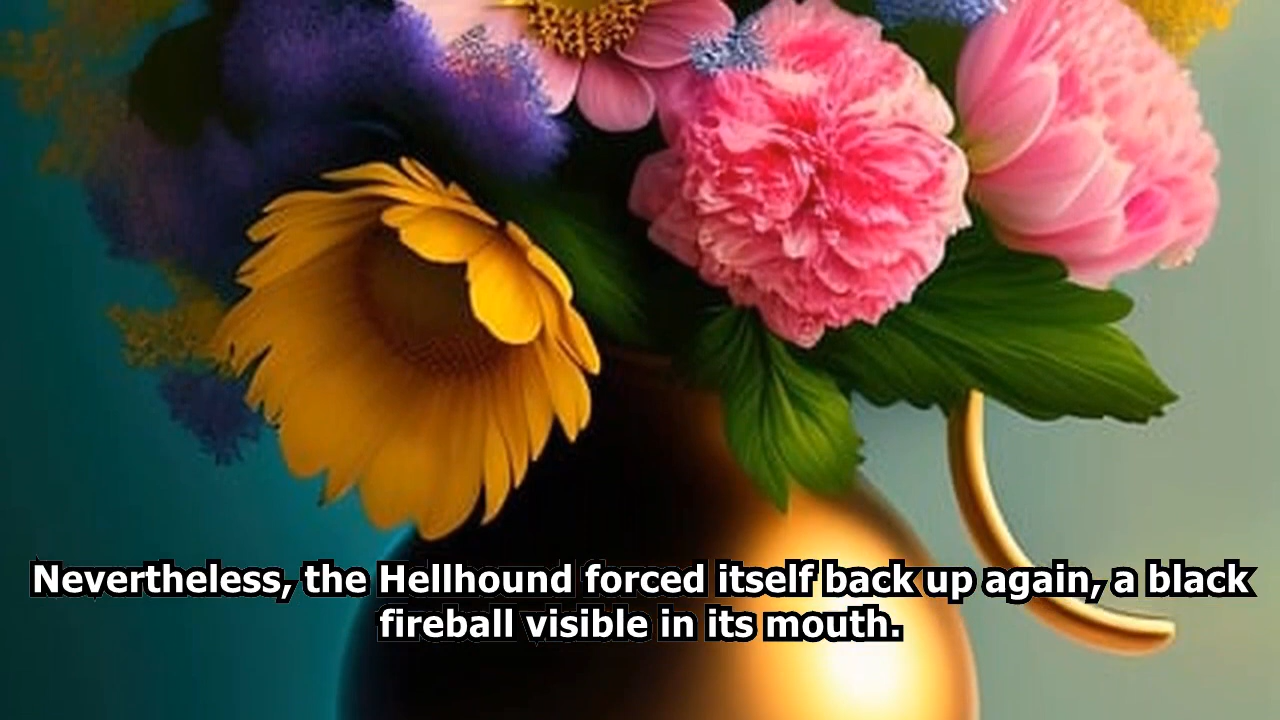 Nevertheless, the Hellhound forced itself back up again, a black
fireball visible in its mouth.